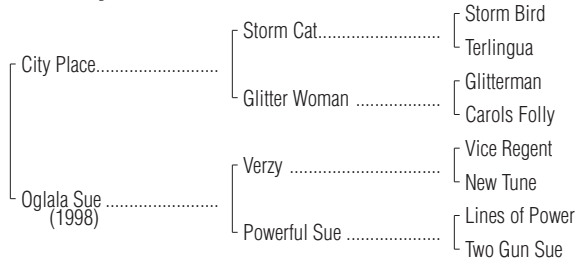 Storm Bird
Storm Cat..............................
Terlingua
City Place..............................
Glitterman
Glitter Woman .....................
Carols Folly
Vice Regent
Verzy .....................................
New Tune
Oglala Sue ............................
(1998)
Lines of Power
Powerful Sue .......................
Two Gun Sue